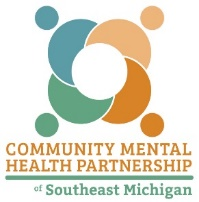 COMMUNITY MENTAL
HEALTH PARTNERSHIP
of Southeast Michigan